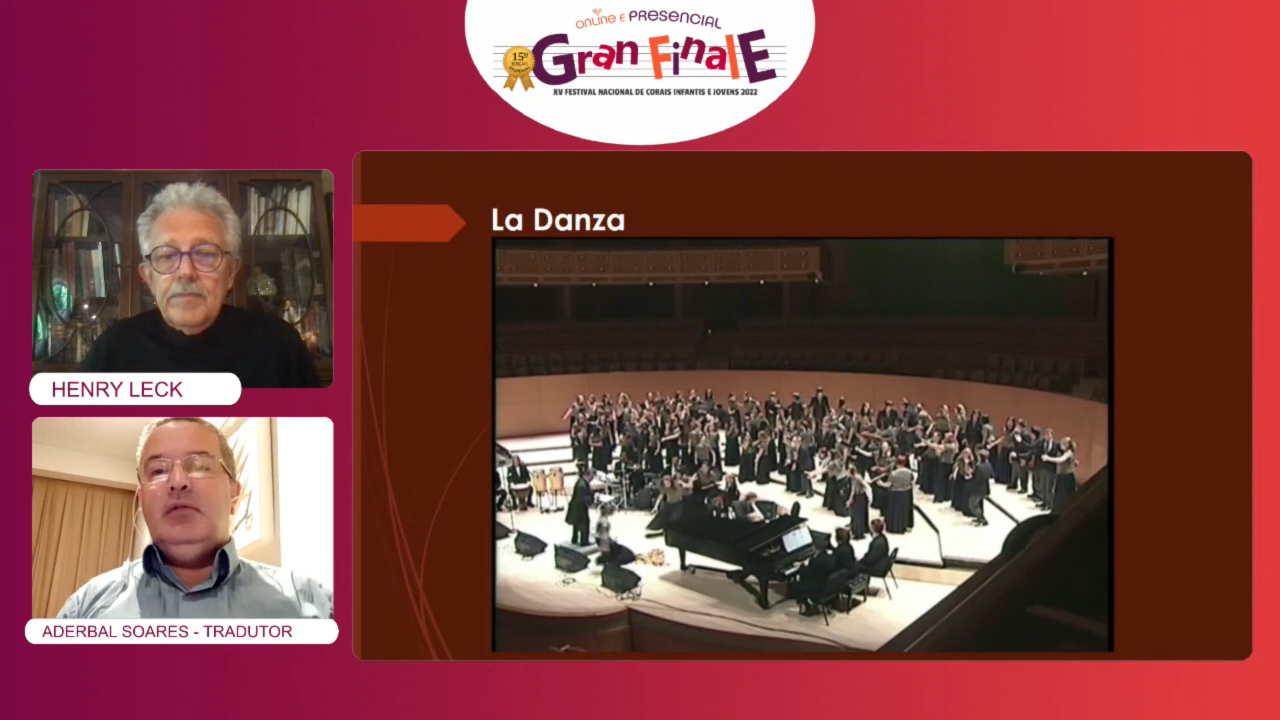 ONLINE E PRESENCIAL
15ª
Gran FinalE
XV FESTIVAL NACIONAL DE CORAIS INFANTIS E JOVENS 2022
La Danza
HENRY LECK
ADERBAL SOARES - TRADUTOR